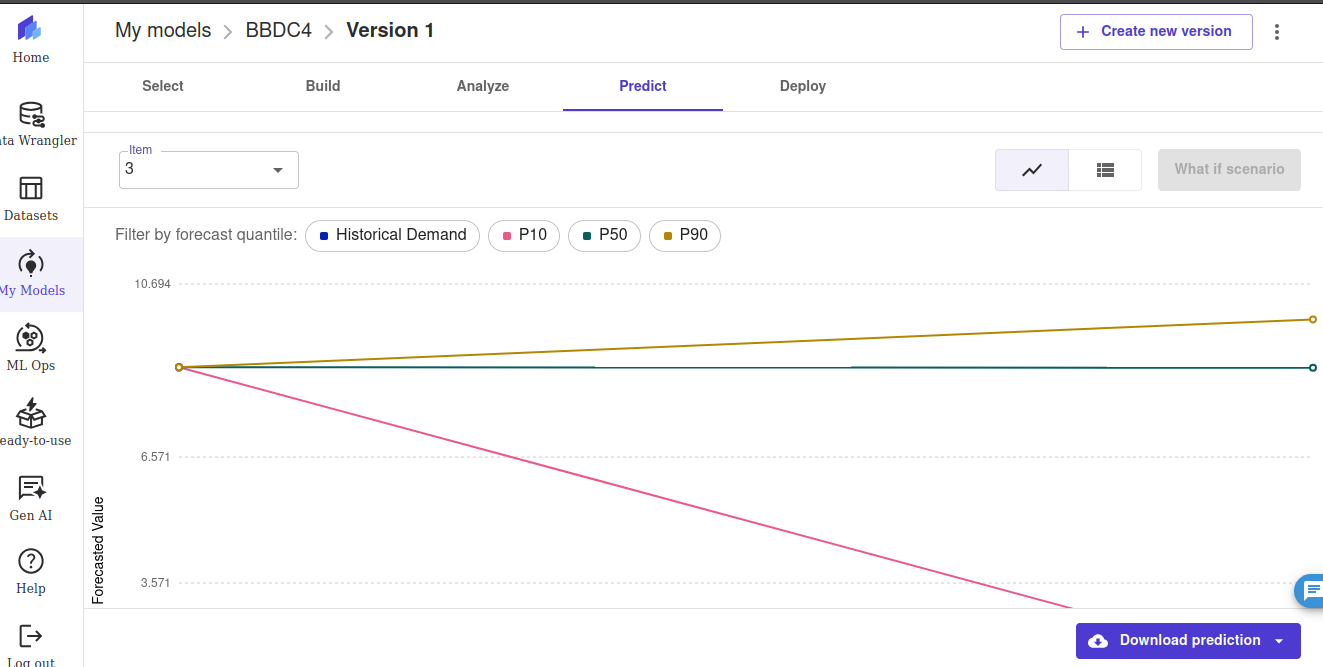 My models > BBDC4 > Version 1
+ Create new version
Home
Select
Build
Analyze
Predict
Deploy
ta Wrangler
Item
3
What if scenario
Datasets
Filter by forecast quantile:
Historical Demand
P10
P50
P90
My Models
10.694
ML Ops
eady-to-use
6.571
Gen AI
Forecasted Value
Help
3.571
Log out
Download prediction